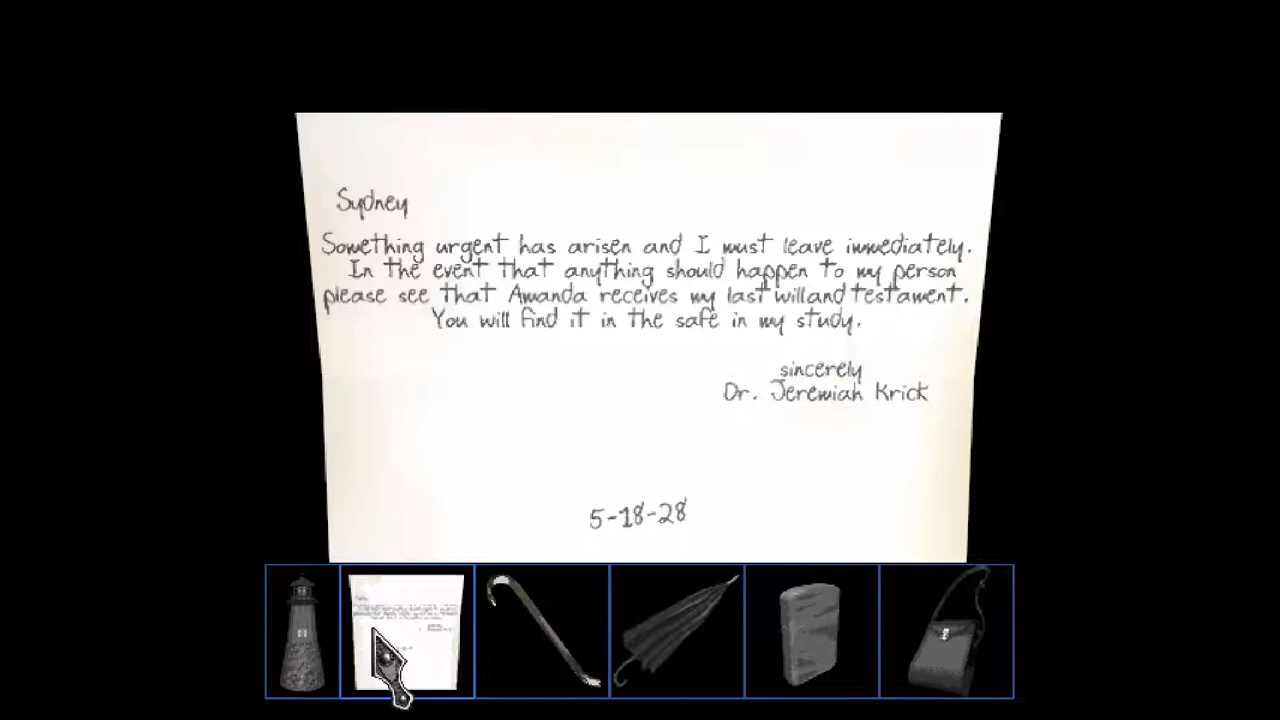 Sydney
Something urgent has arisen and I must leave immediately.
In the event that anything should happen to my person
please see that Amanda receives my last will and testament.
You will find it in the safe in my study.
sincerely
Dr. Jeremiah Krick
5-18-28